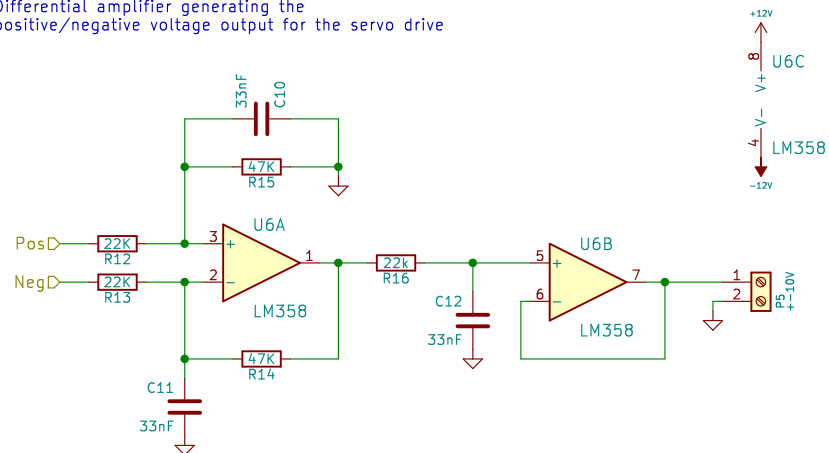 Differential amplifier generating the
positive/negative voltage output for the servo drive
+12V
8
U6C
V+
V-
4
LM358
-12V
33nF
C10
47K
R15
Pos
22K
R12
3
+
U6A
1
Neg
22K
R13
2
-
LM358
22k
R16
5
+
U6B
7
6
-
LM358
1
2
P5
+-10V
C12
33nF
47K
R14
C11
33nF